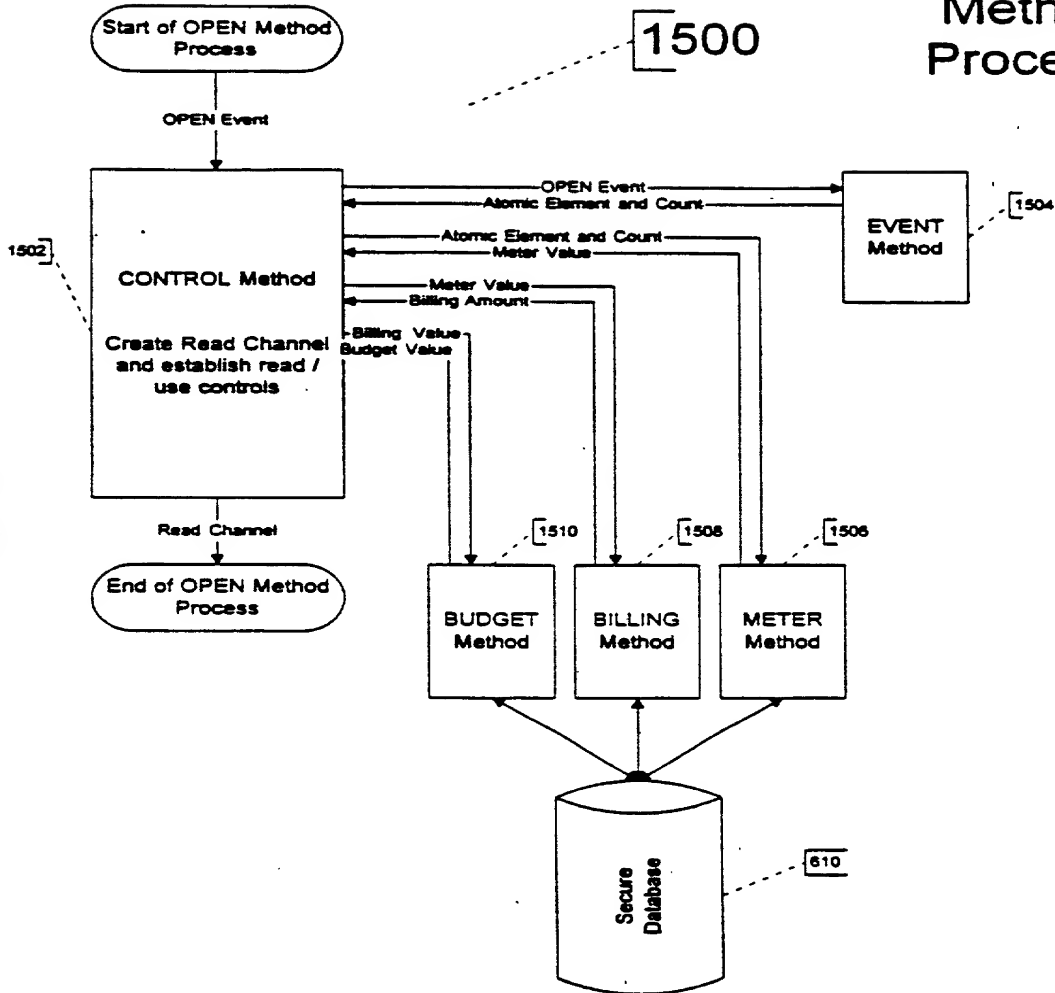 Start of OPEN Method
Process
1500
OPEN Event
OPEN Event
Atomic Element and Count
EVENT
Method
1504
1502
CONTROL Method
Create Read Channel
and establish read /
use controls
Atomic Element and Count
Meter Value
Meter Value
Billing Amount
Billing Value
Budget Value
Read Channel
End of OPEN Method
Process
1510
1508
1506
BUDGET
Method
BILLING
Method
METER
Method
Secure
Database
610